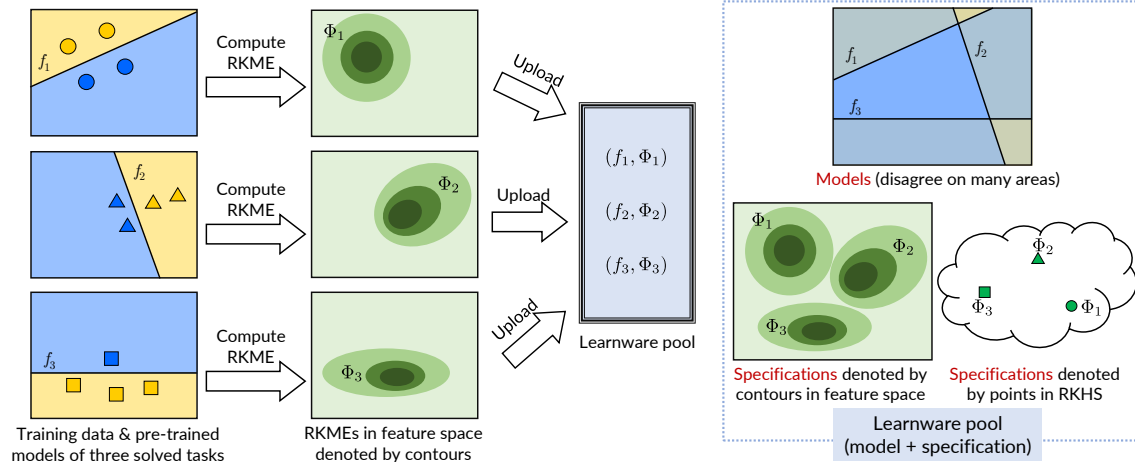 f₁
Compute
RKME
Φ₁
Upload
f₂
Compute
RKME
Φ₂
Upload
f₃
Compute
RKME
Φ₃
Upload
(f₁, Φ₁)
(f₂, Φ₂)
(f₃, Φ₃)
Learnware pool
Training data & pre-trained
models of three solved tasks
RKMEs in feature space
denoted by contours
f₁
f₂
f₃
Models (disagree on many areas)
Φ₁
Φ₂
Φ₃
Φ₂
Φ₃
Φ₁
Specifications denoted by
contours in feature space
Specifications denoted
by points in RKHS
Learnware pool
(model + specification)